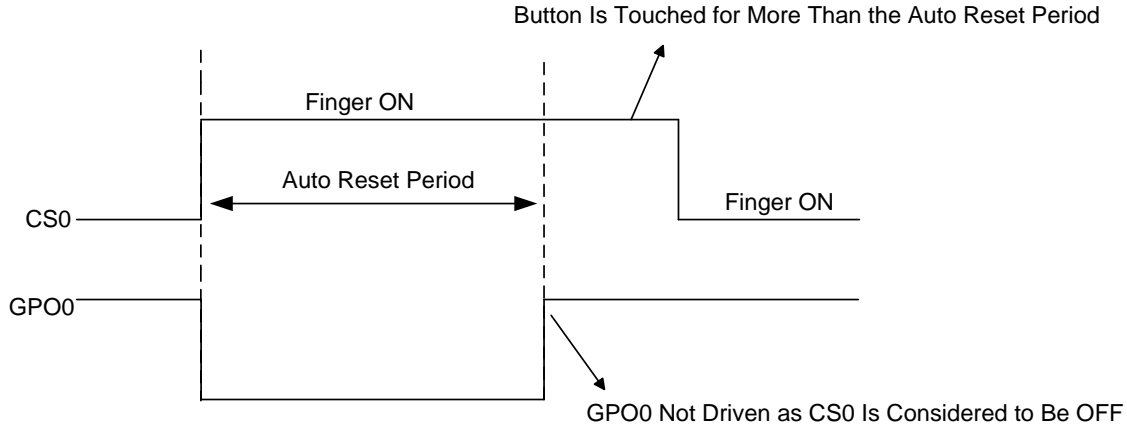 Button Is Touched for More Than the Auto Reset Period
Finger ON
Auto Reset Period
CS0
Finger ON
GPO0
GPO0 Not Driven as CS0 Is Considered to Be OFF